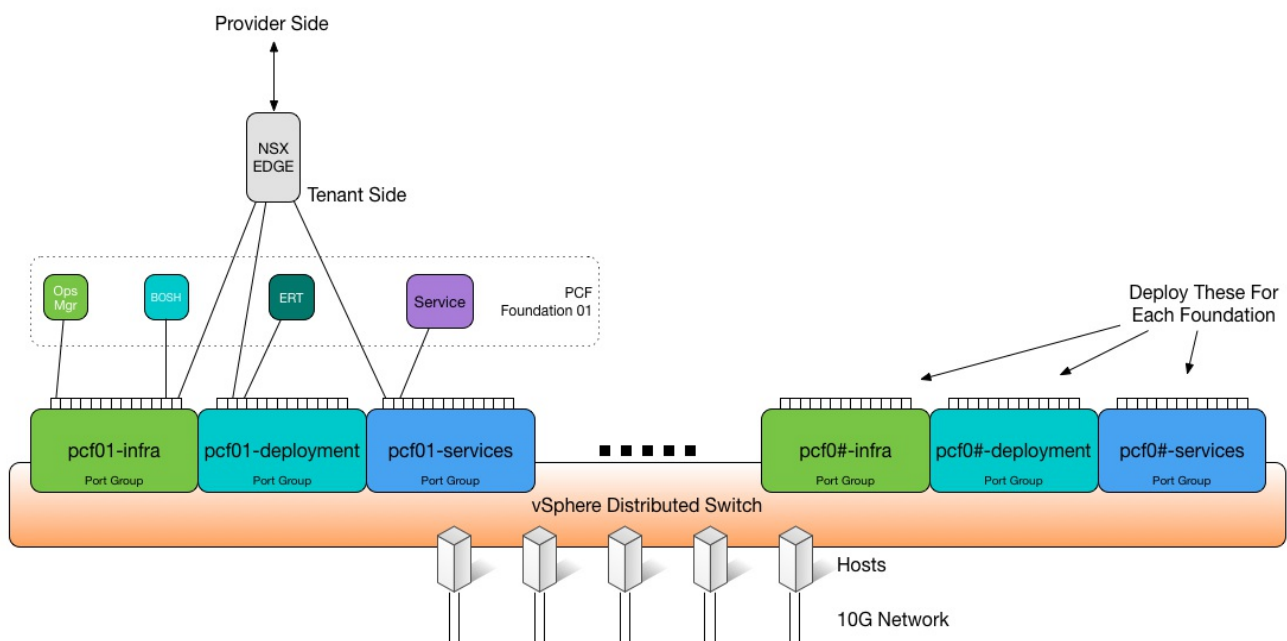 Provider Side
NSX
EDGE
Tenant Side
Ops
Mgr
BOSH
ERT
Service
PCF
Foundation 01
Deploy These For
Each Foundation
pcf01-infra
Port Group
pcf01-deployment
Port Group
pcf01-services
Port Group
pcf0#-infra
Port Group
pcf0#-deployment
Port Group
pcf0#-services
Port Group
vSphere Distributed Switch
Hosts
10G Network